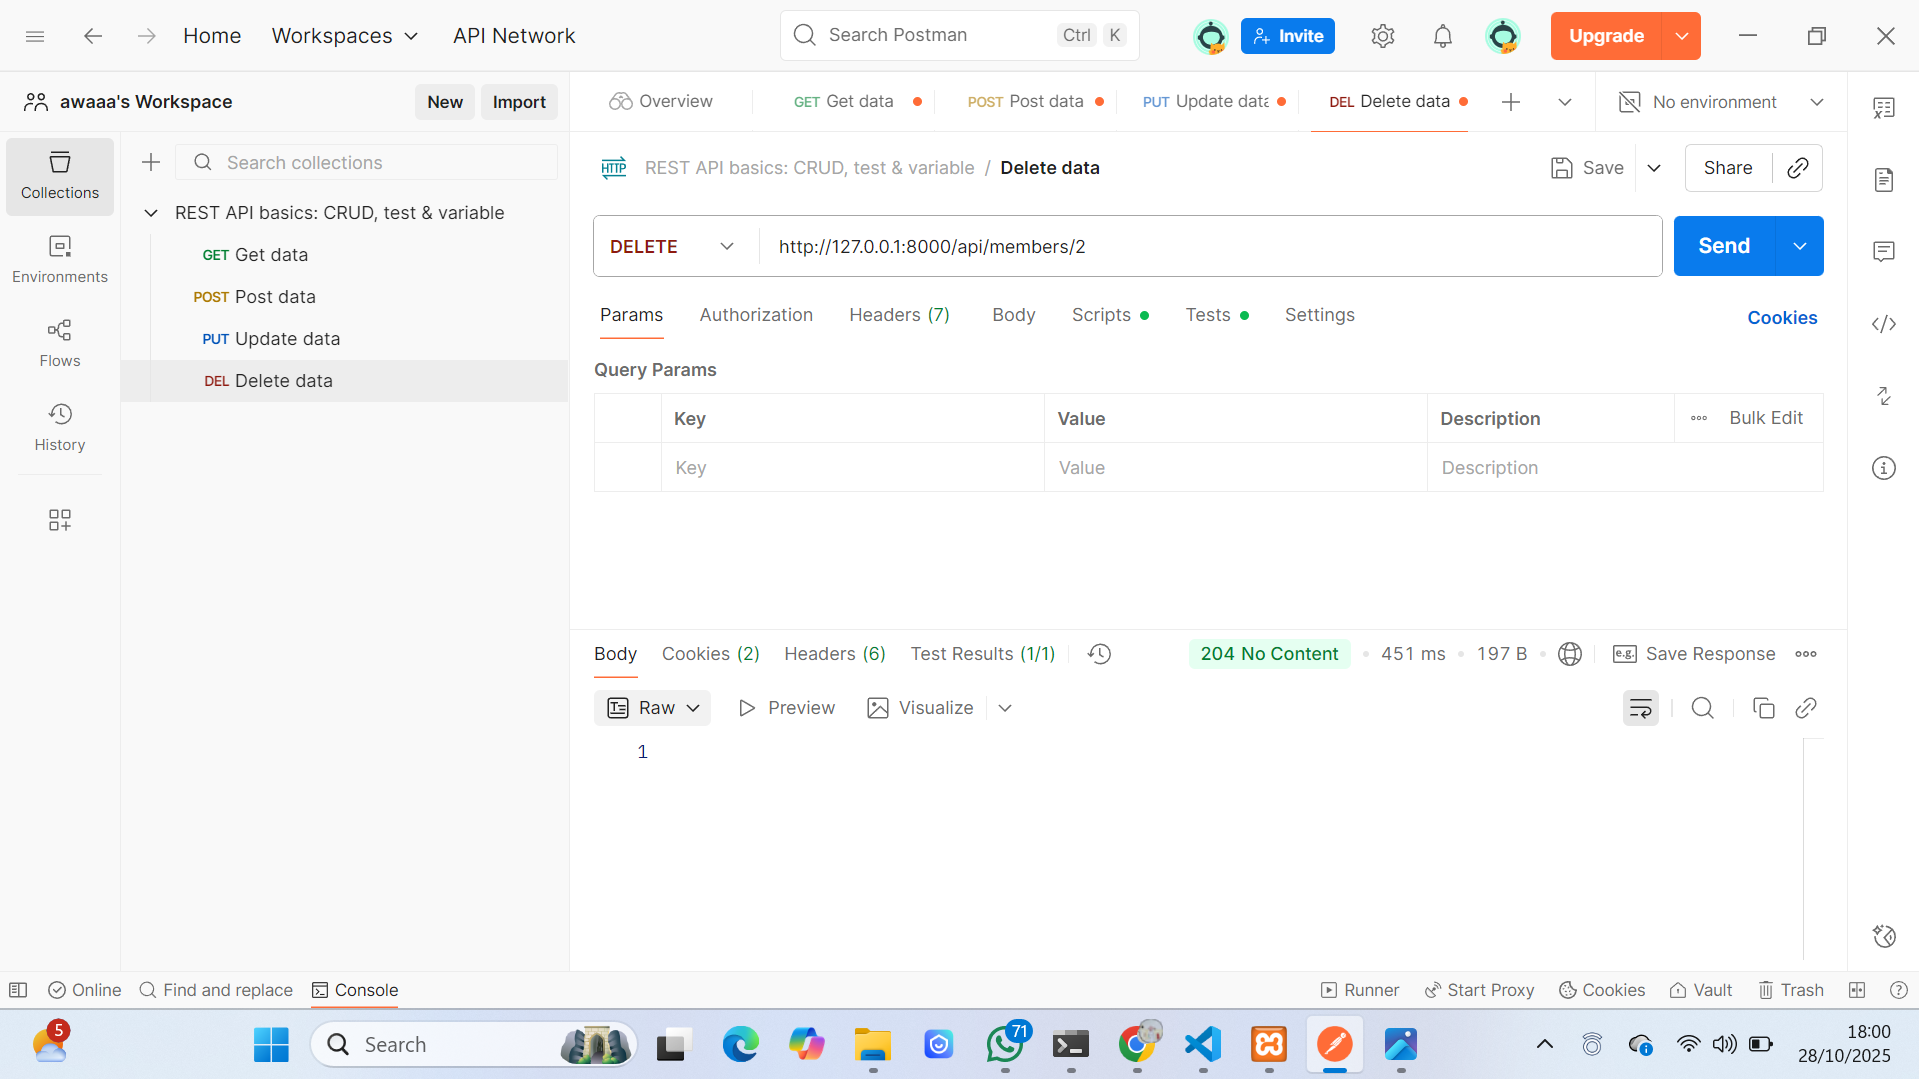 Home Workspaces API Network Search Postman Ctrl K Invite Upgrade
awaaa's Workspace New Import Overview GET Get data POST Post data PUT Update data DEL Delete data No environment
Collections
Search collections
REST API basics: CRUD, test & variable / Delete data Save Share
REST API basics: CRUD, test & variable
GET Get data
POST Post data
PUT Update data
DEL Delete data
Environments
Flows
History
DELETE http://127.0.0.1:8000/api/members/2 Send
Params Authorization Headers (7) Body Scripts Tests Settings Cookies
Query Params
Key Value Description Bulk Edit
Key Value Description
Body Cookies (2) Headers (6) Test Results (1/1) 204 No Content 451 ms 197 B e.g. Save Response
Raw Preview Visualize
1
Online Find and replace Console Runner Start Proxy Cookies Vault Trash
5 Search 71 18:00
28/10/2025